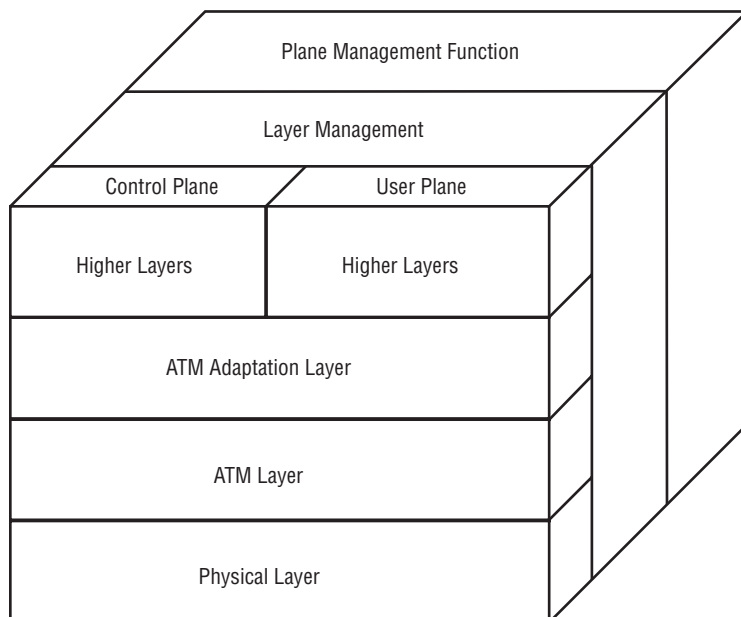 Plane Management Function
Layer Management
Control Plane
User Plane
Higher Layers
Higher Layers
ATM Adaptation Layer
ATM Layer
Physical Layer